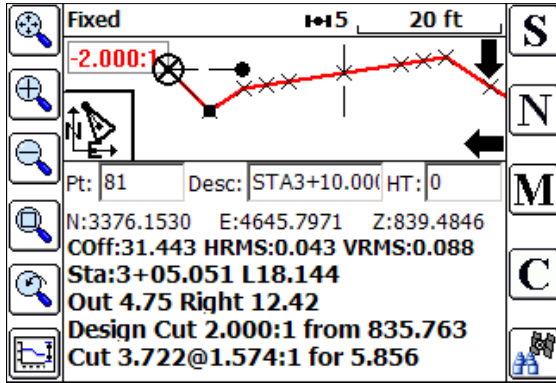 Fixed 5 20 ft S
-2.000:1
N
N
E
Pt: 81 Desc: STA3+10.00( HT: 0 M
N:3376.1530 E:4645.7971 Z:839.4846
COff:31.443 HRMS:0.043 VRMS:0.088
Sta:3+05.051 L18.144 C
Out 4.75 Right 12.42
Design Cut 2.000:1 from 835.763
Cut 3.722@1.574:1 for 5.856